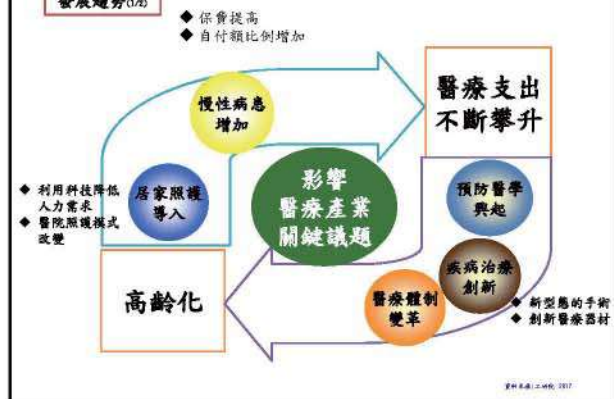 發展趨勢(1/2)
◆ 保費提高
◆ 自付額比例增加
慢性病患
增加
醫療支出
不斷攀升
◆ 利用科技降低
人力需求
◆ 醫院照護模式
改變
居家照護
導入
影響
醫療產業
關鍵議題
預防醫學
興起
疾病治療
創新
高齡化
醫療體制
變革
◆ 新型態的手術
◆ 創新醫療器材
資料來源:工研院 2017